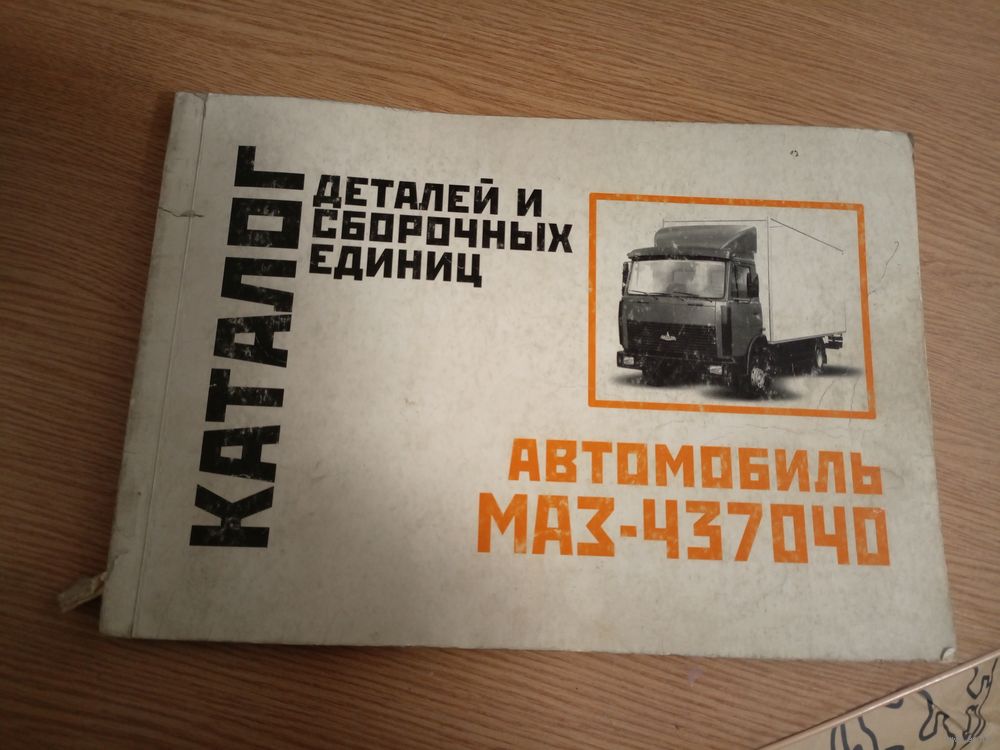 КАТАЛОГ
ДЕТАЛЕЙ И
СБОРОЧНЫХ
ЕДИНИЦ
АВТОМОБИЛЬ
МАЗ-437040